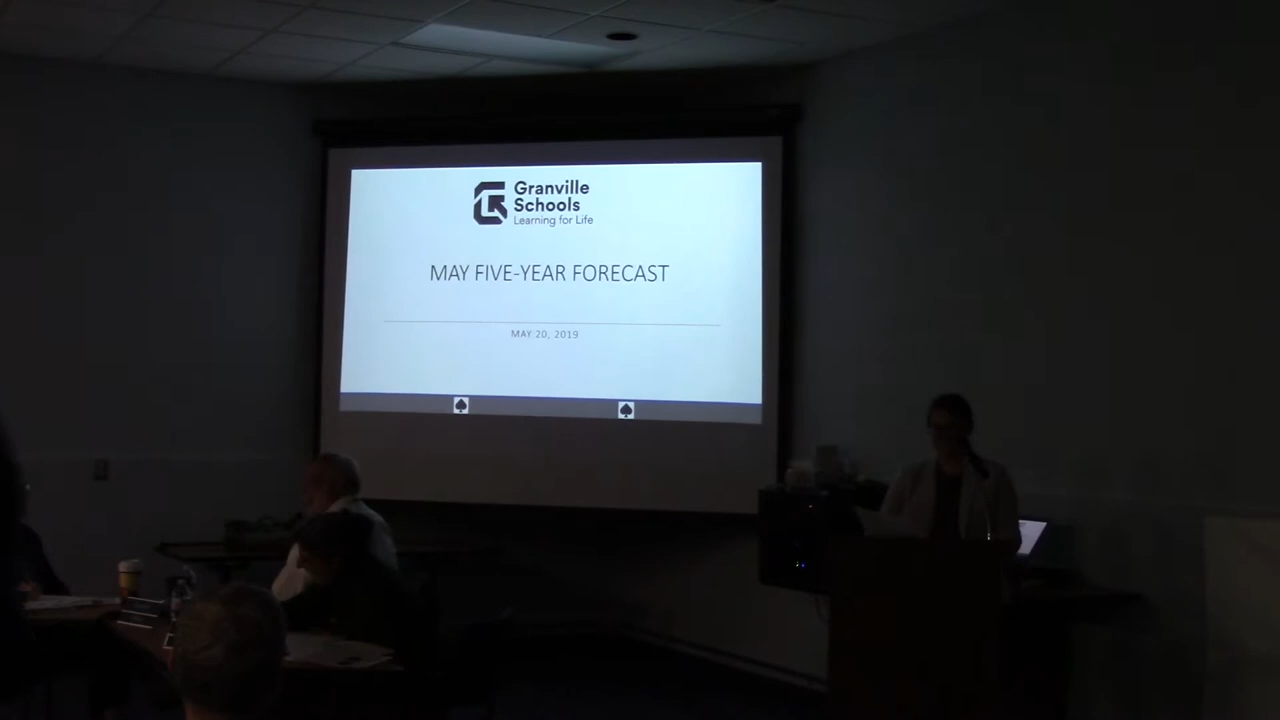 Granville
Schools
Learning for Life
MAY FIVE-YEAR FORECAST
MAY 20, 2019